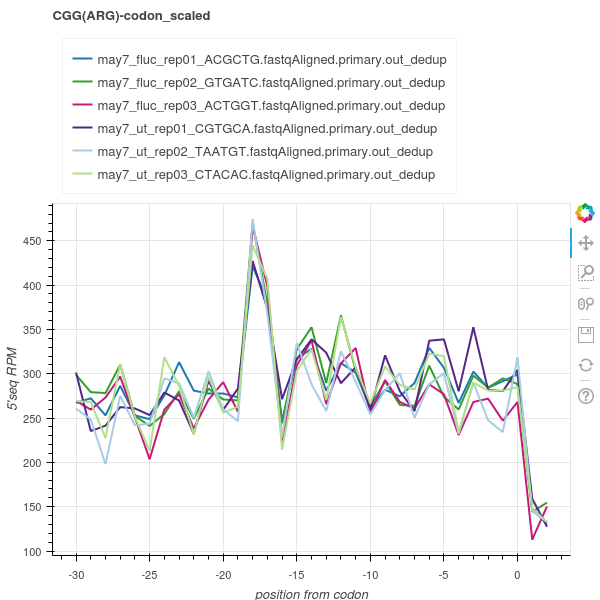 CGG(ARG)-codon_scaled
may7_fluc_rep01_ACGCTG.fastqAligned.primary.out_dedup
may7_fluc_rep02_GTGATC.fastqAligned.primary.out_dedup
may7_fluc_rep03_ACTGGT.fastqAligned.primary.out_dedup
may7_ut_rep01_CGTGCA.fastqAligned.primary.out_dedup
may7_ut_rep02_TAATGT.fastqAligned.primary.out_dedup
may7_ut_rep03_CTACAC.fastqAligned.primary.out_dedup
450
400
350
300
250
200
150
100
5'seq RPM
-30 -25 -20 -15 -10 -5 0
position from codon